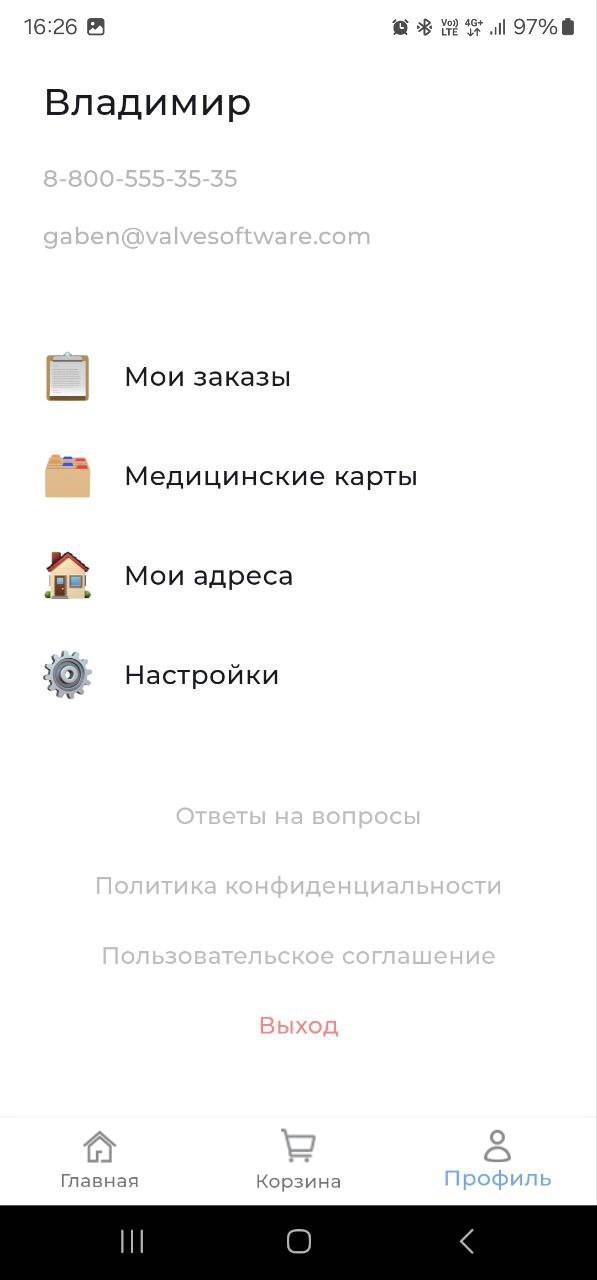 16:26 Vo)) LTE 4G+ 97%
Владимир
8-800-555-35-35
gaben@valvesoftware.com
Мои заказы
Медицинские карты
Мои адреса
Настройки
Ответы на вопросы
Политика конфиденциальности
Пользовательское соглашение
Выход
Главная Корзина Профиль